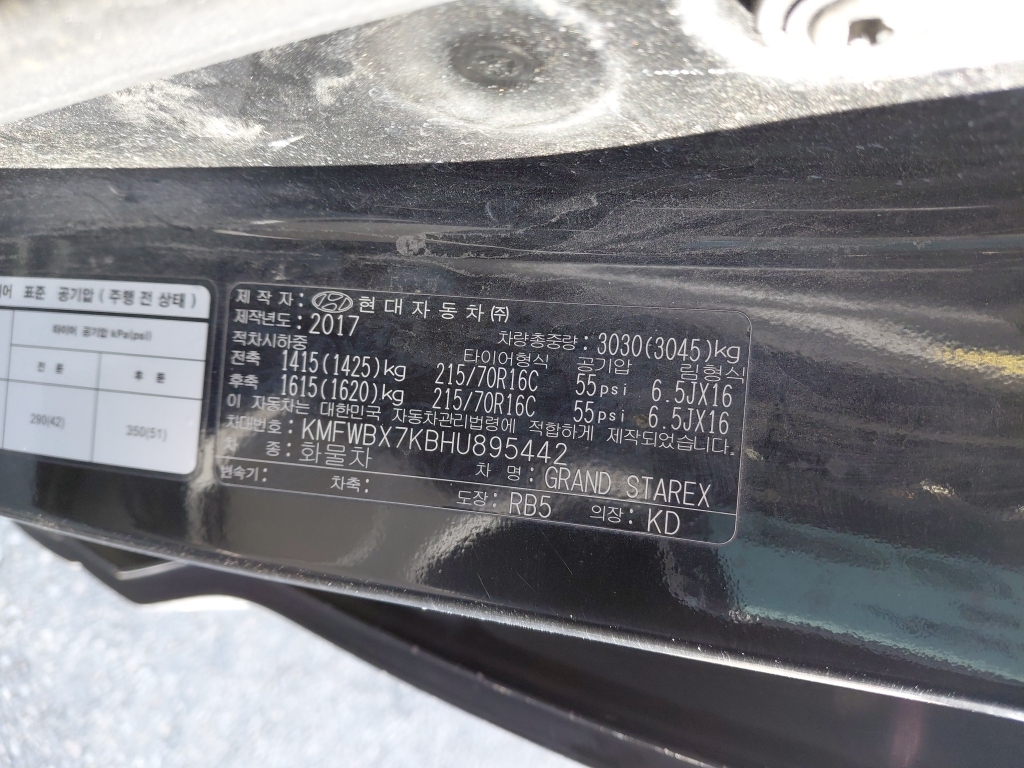 표준 공기압 ( 주행 전 상태 )
타이어 공기압 kPa(psi)
전 륜 후 륜
290(42) 350(51)
제 작 자 : 현대자동차㈜
제작년도 : 2017 차량총중량 : 3030(3045)kg
적차시하중 타이어형식 공기압 림형식
전축 1415(1425)kg 215/70R16C 55psi 6.5JX16
후축 1615(1620)kg 215/70R16C 55psi 6.5JX16
이 자동차는 대한민국 자동차관리법령에 적합하게 제작되었습니다.
차대번호 : KMFWBX7KBHU895442
차 종 : 화물차 차 명 : GRAND STAREX
변속기 : 차축 : 도장 : RB5 의장 : KD